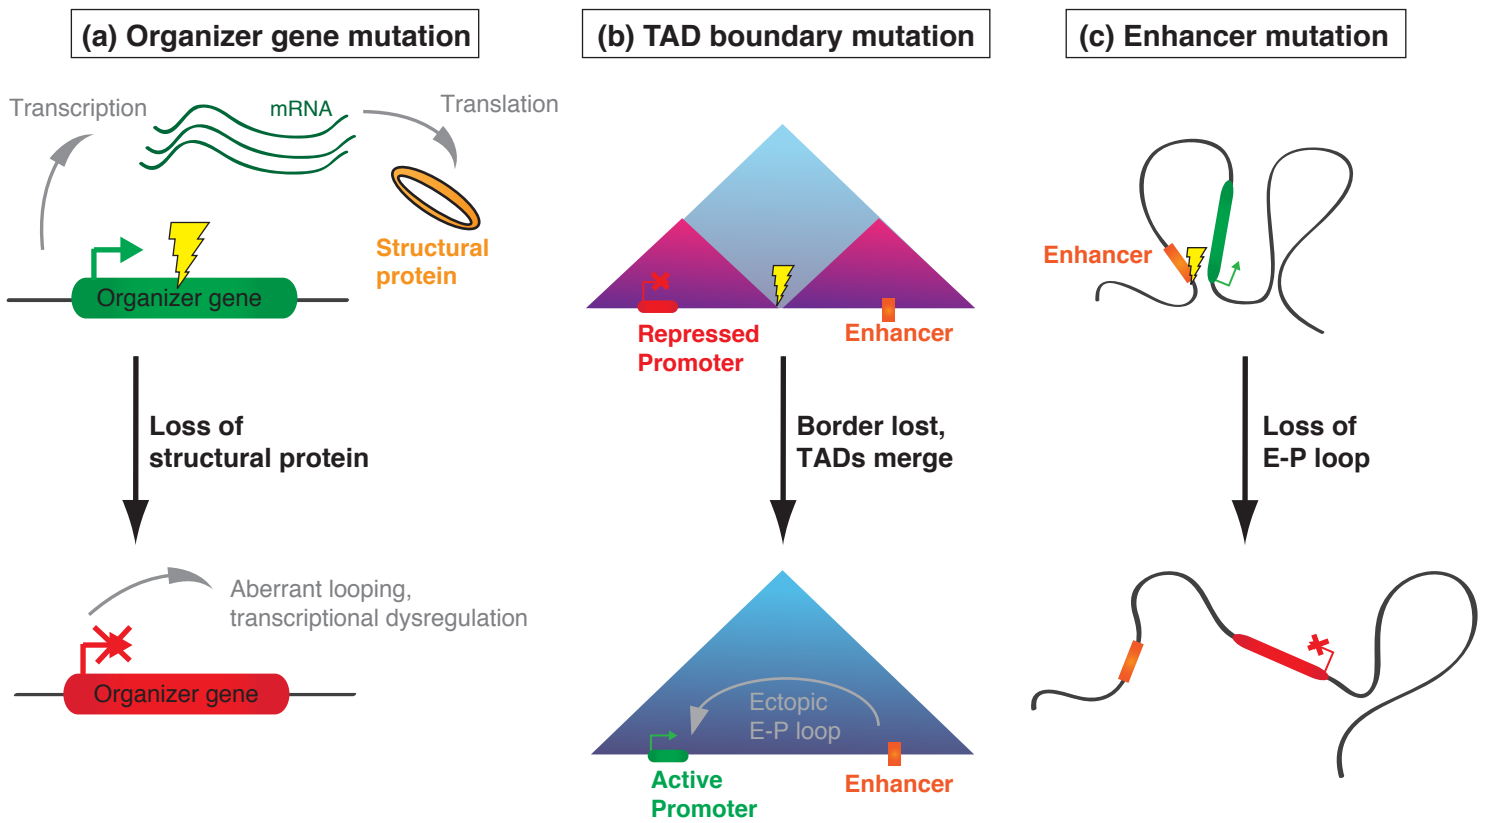 (a) Organizer gene mutation
Transcription
mRNA
Translation
Structural
protein
Organizer gene
Loss of
structural protein
Aberrant looping,
transcriptional dysregulation
Organizer gene
(b) TAD boundary mutation
Repressed
Promoter
Enhancer
Border lost,
TADs merge
Ectopic
E-P loop
Active
Promoter
Enhancer
(c) Enhancer mutation
Enhancer
Loss of
E-P loop